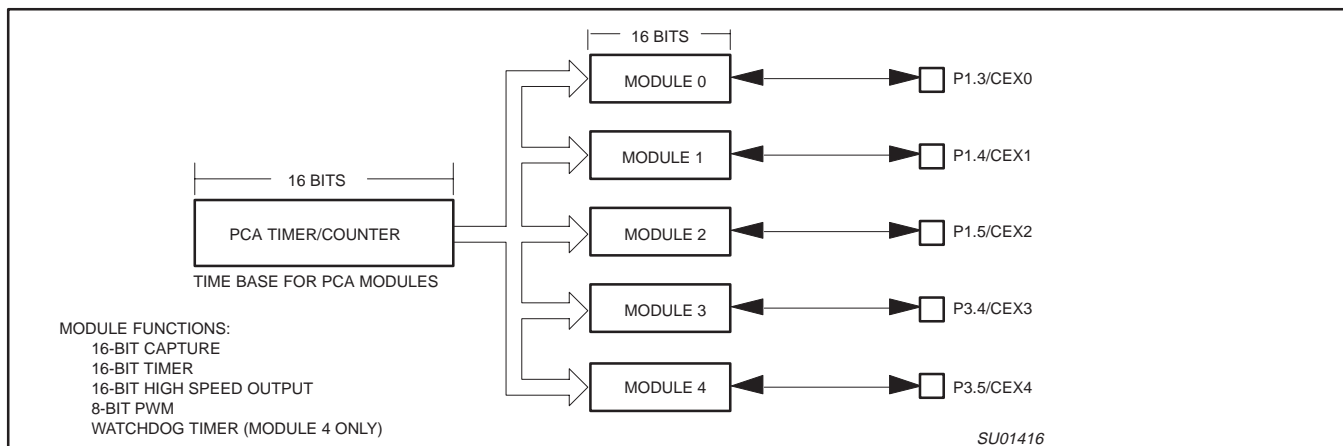 16 BITS
MODULE 0
P1.3/CEX0
MODULE 1
P1.4/CEX1
16 BITS
PCA TIMER/COUNTER
MODULE 2
P1.5/CEX2
TIME BASE FOR PCA MODULES
MODULE 3
P3.4/CEX3
MODULE FUNCTIONS:
16-BIT CAPTURE
16-BIT TIMER
16-BIT HIGH SPEED OUTPUT
8-BIT PWM
WATCHDOG TIMER (MODULE 4 ONLY)
MODULE 4
P3.5/CEX4
SU01416